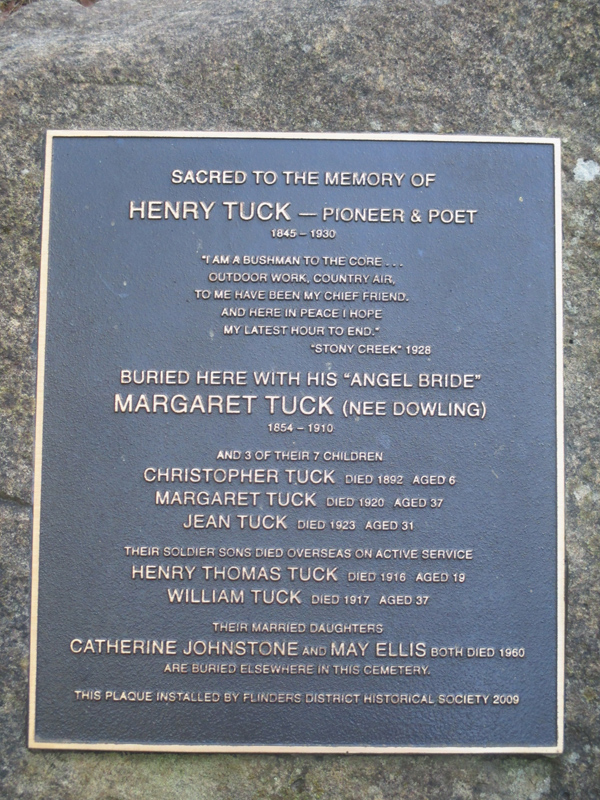 SACRED TO THE MEMORY OF
HENRY TUCK — PIONEER & POET
1845 – 1930
"I AM A BUSHMAN TO THE CORE . . .
OUTDOOR WORK, COUNTRY AIR,
TO ME HAVE BEEN MY CHIEF FRIEND.
AND HERE IN PEACE I HOPE
MY LATEST HOUR TO END."
"STONY CREEK" 1928
BURIED HERE WITH HIS "ANGEL BRIDE"
MARGARET TUCK (NEE DOWLING)
1854 – 1910
AND 3 OF THEIR 7 CHILDREN
CHRISTOPHER TUCK DIED 1892 AGED 6
MARGARET TUCK DIED 1920 AGED 37
JEAN TUCK DIED 1923 AGED 31
THEIR SOLDIER SONS DIED OVERSEAS ON ACTIVE SERVICE
HENRY THOMAS TUCK DIED 1916 AGED 19
WILLIAM TUCK DIED 1917 AGED 37
THEIR MARRIED DAUGHTERS
CATHERINE JOHNSTONE AND MAY ELLIS BOTH DIED 1960
ARE BURIED ELSEWHERE IN THIS CEMETERY.
THIS PLAQUE INSTALLED BY FLINDERS DISTRICT HISTORICAL SOCIETY 2009